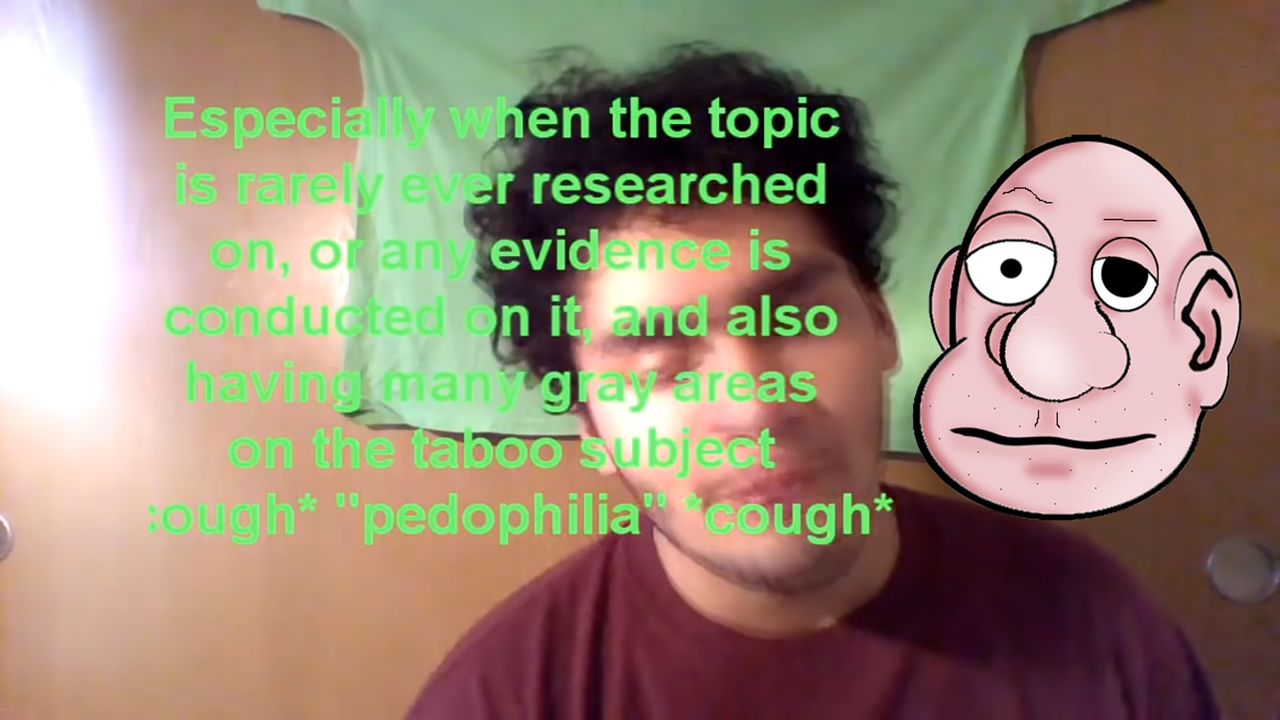 Especially when the topic
is rarely ever researched
on, or any evidence is
conducted on it, and also
having many gray areas
on the taboo subject
:ough* "pedophilia" *cough*